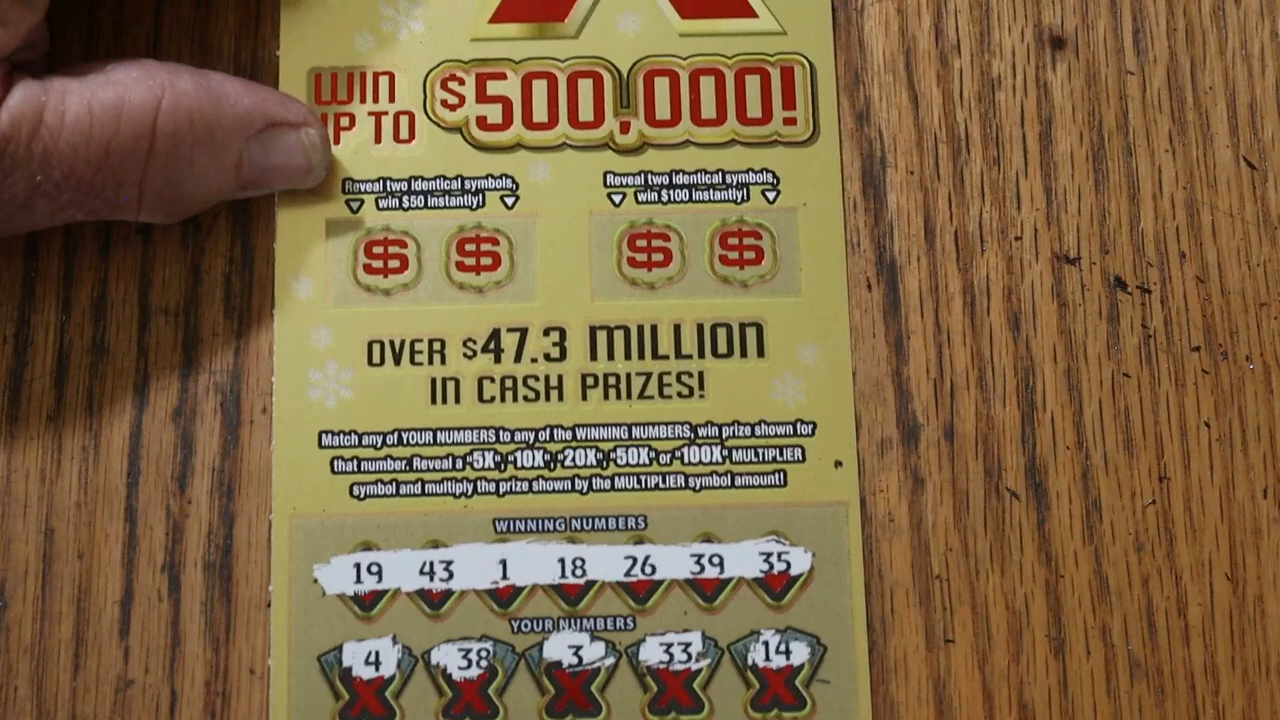 WIN
UP TO
$500,000!
Reveal two identical symbols,
win $50 instantly!
Reveal two identical symbols,
win $100 instantly!
$ $ $ $
OVER $47.3 MILLION
IN CASH PRIZES!
Match any of YOUR NUMBERS to any of the WINNING NUMBERS, win prize shown for
that number. Reveal a "5X", "10X", "20X", "50X" or "100X" MULTIPLIER
symbol and multiply the prize shown by the MULTIPLIER symbol amount!
WINNING NUMBERS
19 43 1 18 26 39 35
YOUR NUMBERS
4 38 3 33 14
X X X X X